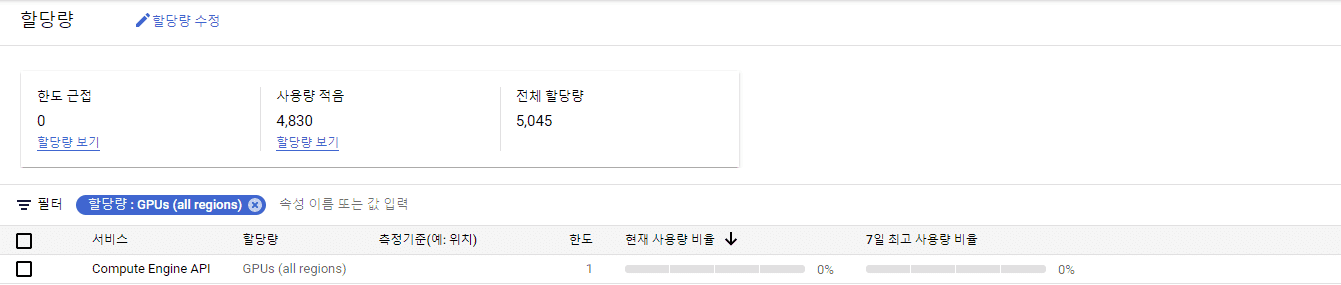 할당량 할당량 수정
한도 근접 사용량 적음 전체 할당량
0 4,830 5,045
할당량 보기 할당량 보기
필터 할당량 : GPUs (all regions) 속성 이름 또는 값 입력
서비스 할당량 측정기준(예: 위치) 한도 현재 사용량 비율 7일 최고 사용량 비율
Compute Engine API GPUs (all regions) 1 0% 0%